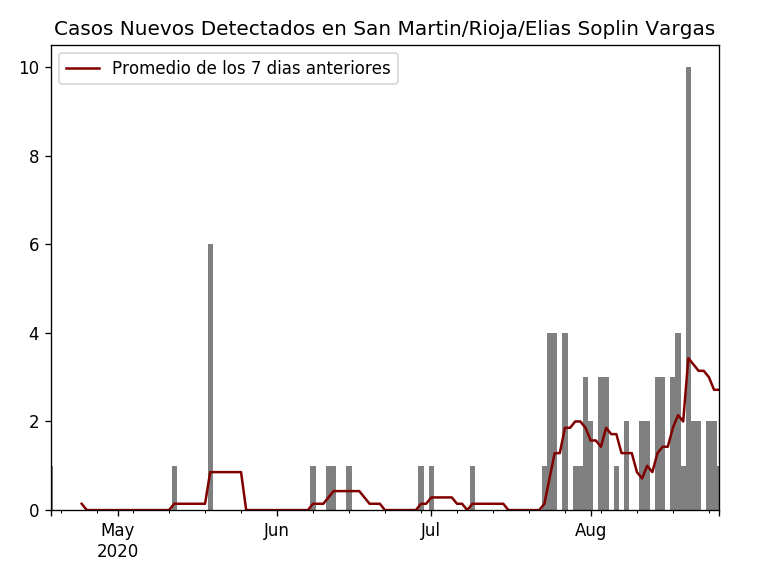 Casos Nuevos Detectados en San Martin/Rioja/Elias Soplin Vargas
Promedio de los 7 dias anteriores
10
8
6
4
2
0
May
2020
Jun
Jul
Aug